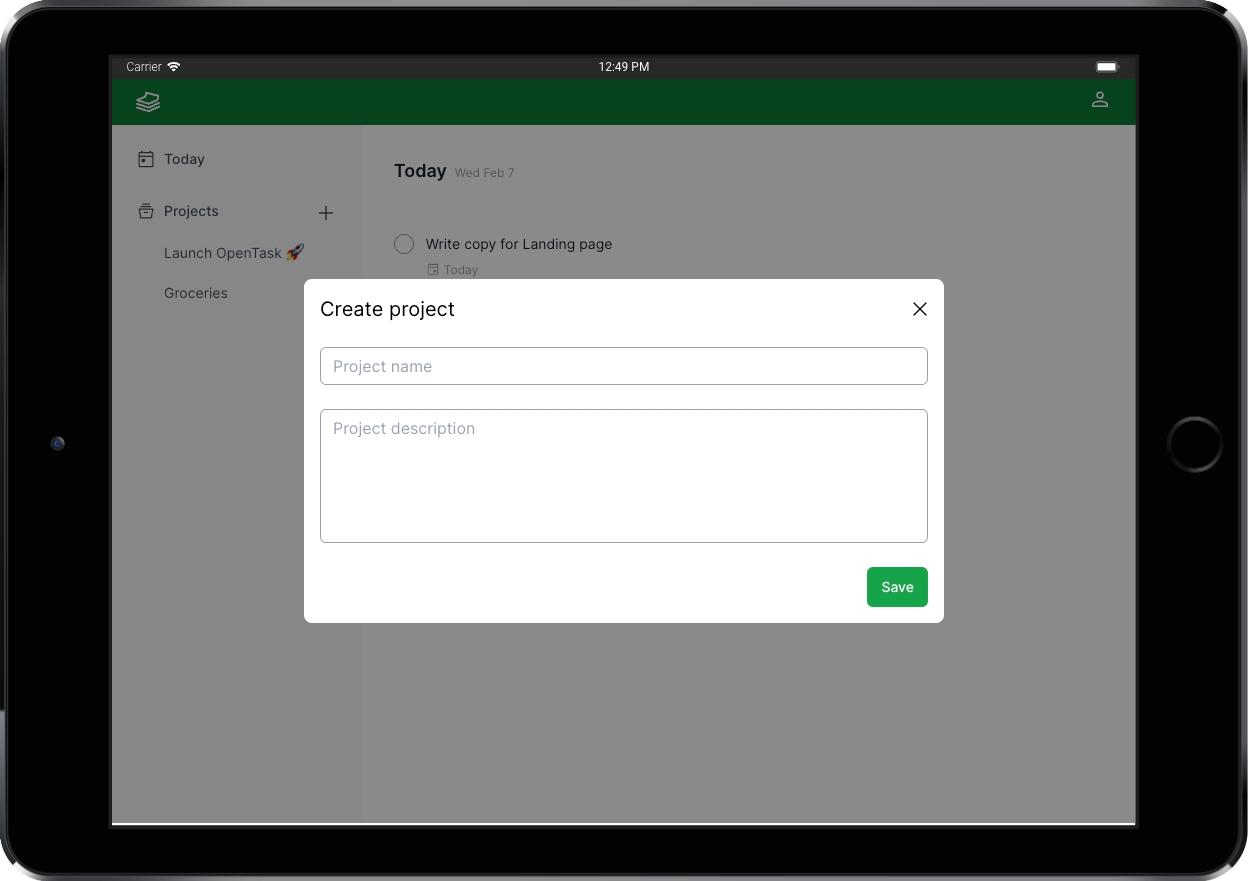 Carrier 12:49 PM
Today
Projects
Launch OpenTask 🚀
Groceries
Today Wed Feb 7
Write copy for Landing page
Today
Create project
Project name
Project description
Save